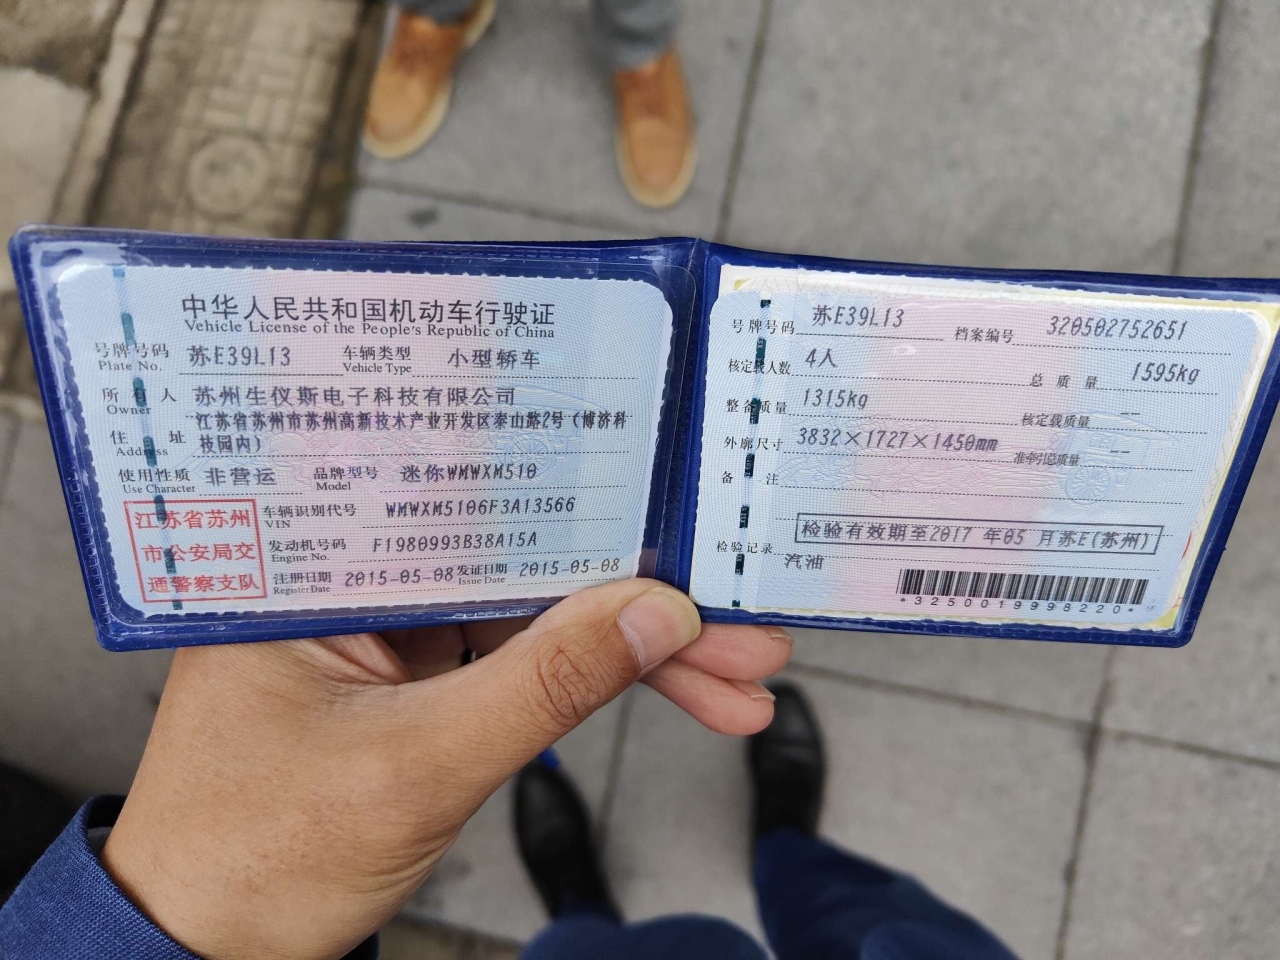 中华人民共和国机动车行驶证
Vehicle License of the People's Republic of China
号牌号码 苏E39L13 车辆类型 小型轿车
Plate No. Vehicle Type
所有人 苏州生仪斯电子科技有限公司
Owner
住址 江苏省苏州市苏州高新技术产业开发区泰山路2号(博济科
Address 技园内)
使用性质 非营运 品牌型号 迷你WMWXM510
Use Character Model
江苏省苏州
市公安局交
通警察支队
车辆识别代号 WMWXM5106F3A13566
VIN
发动机号码 F1980993B38A15A
Engine No.
注册日期 2015-05-08 发证日期 2015-05-08
Register Date Issue Date
号牌号码 苏E39L13 档案编号 320502752651
核定载人数 4人 总质量 1595kg
整备质量 1315kg 核定载质量 --
外廓尺寸 3832×1727×1450mm 准牵引总质量 --
备注
检验有效期至2017 年05 月苏E(苏州)
检验记录
汽油
*3250019998220*